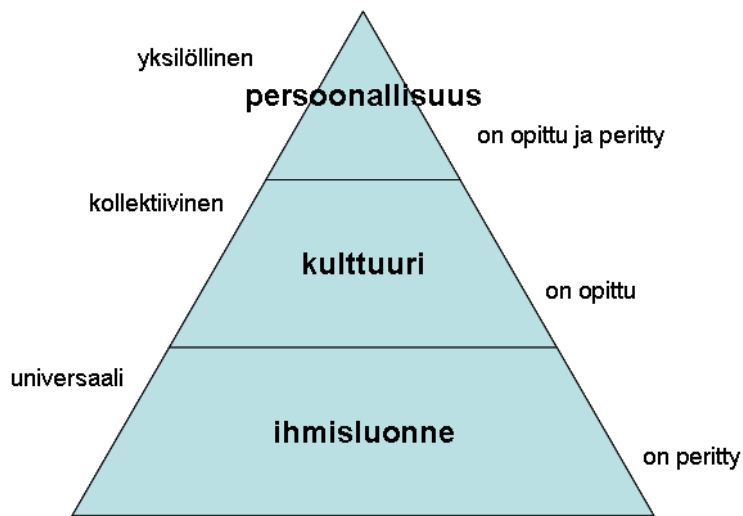 yksilöllinen
persoonallisuus
on opittu ja peritty
kollektiivinen
kulttuuri
on opittu
universaali
ihmisluonne
on peritty